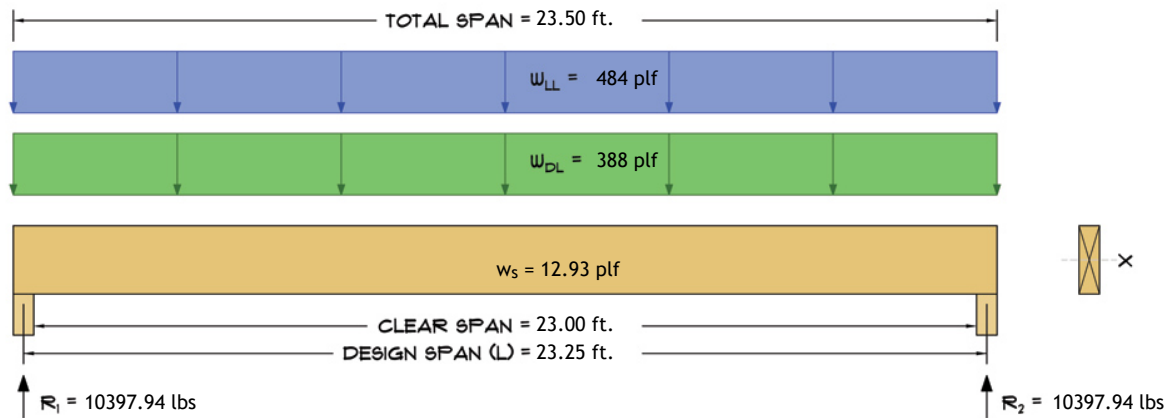 TOTAL SPAN = 23.50 ft.
WLL = 484 plf
WDL = 388 plf
ws = 12.93 plf
X
CLEAR SPAN = 23.00 ft.
DESIGN SPAN (L) = 23.25 ft.
R1 = 10397.94 lbs
R2 = 10397.94 lbs